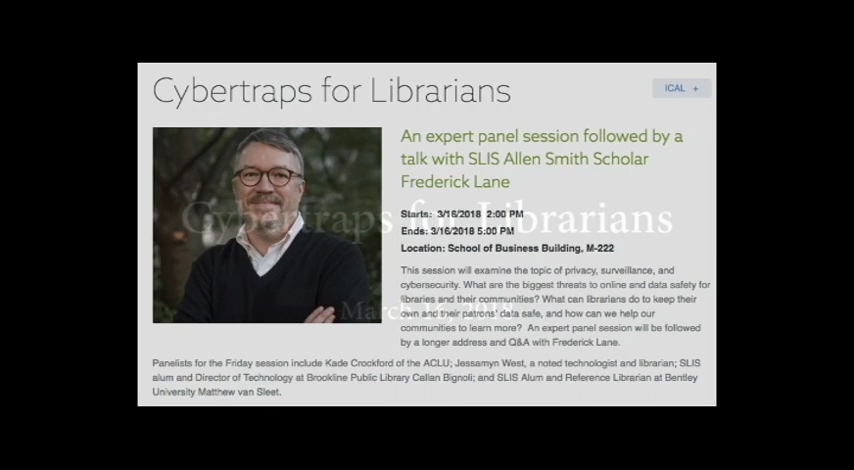 Cybertraps for Librarians
ICAL +
An expert panel session followed by a
talk with SLIS Allen Smith Scholar
Frederick Lane
Cybertraps for Librarians
Starts: 3/16/2018 2:00 PM
Ends: 3/16/2018 5:00 PM
Location: School of Business Building, M-222
This session will examine the topic of privacy, surveillance, and
cybersecurity. What are the biggest threats to online and data safety for
libraries and their communities? What can librarians do to keep their
own and their patrons' data safe, and how can we help our
March 16, 2018
communities to learn more? An expert panel session will be followed
by a longer address and Q&A with Frederick Lane.
Panelists for the Friday session include Kade Crockford of the ACLU; Jessamyn West, a noted technologist and librarian; SLIS
alum and Director of Technology at Brookline Public Library Callan Bignoli; and SLIS Alum and Reference Librarian at Bentley
University Matthew van Sleet.